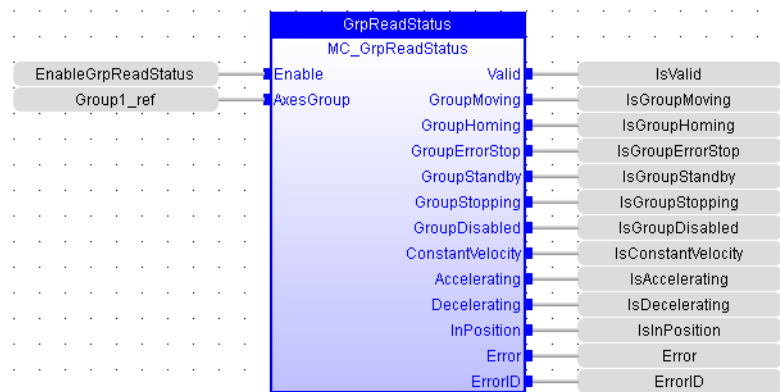 GrpReadStatus
MC_GrpReadStatus
EnableGrpReadStatus Enable Valid IsValid
Group1_ref AxesGroup GroupMoving IsGroupMoving
GroupHoming IsGroupHoming
GroupErrorStop IsGroupErrorStop
GroupStandby IsGroupStandby
GroupStopping IsGroupStopping
GroupDisabled IsGroupDisabled
ConstantVelocity IsConstantVelocity
Accelerating IsAccelerating
Decelerating IsDecelerating
InPosition IsInPosition
Error Error
ErrorID ErrorID